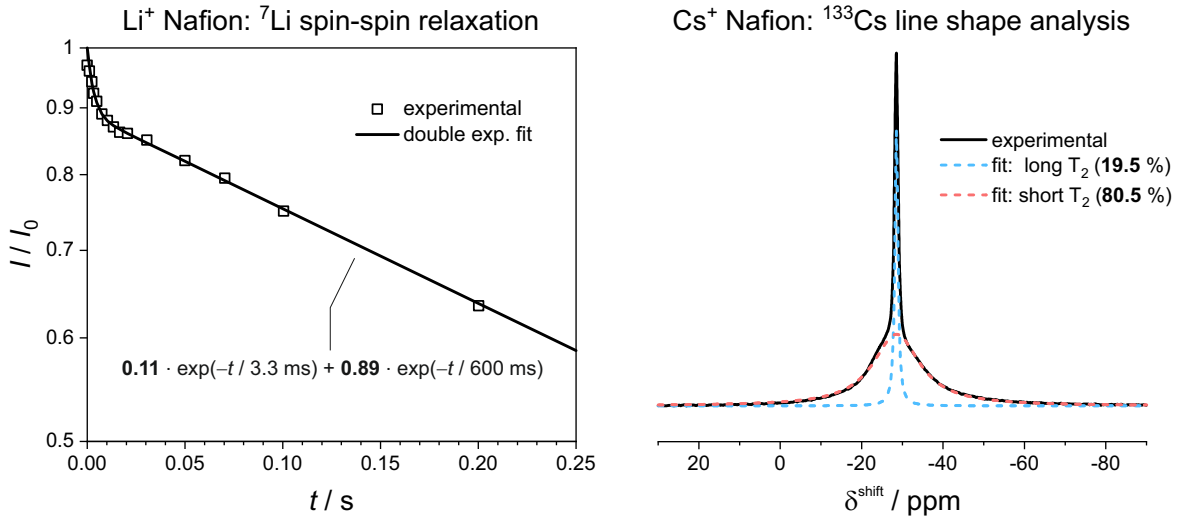 Li⁺ Nafion: ⁷Li spin-spin relaxation
1
0.9
0.8
0.7
0.6
0.5
I / I₀
experimental
double exp. fit
0.11 · exp(−t / 3.3 ms) + 0.89 · exp(−t / 600 ms)
0.00 0.05 0.10 0.15 0.20 0.25
t / s
Cs⁺ Nafion: ¹³³Cs line shape analysis
experimental
fit: long T₂ (19.5 %)
fit: short T₂ (80.5 %)
20 0 -20 -40 -60 -80
δˢʰⁱᶠᵗ / ppm